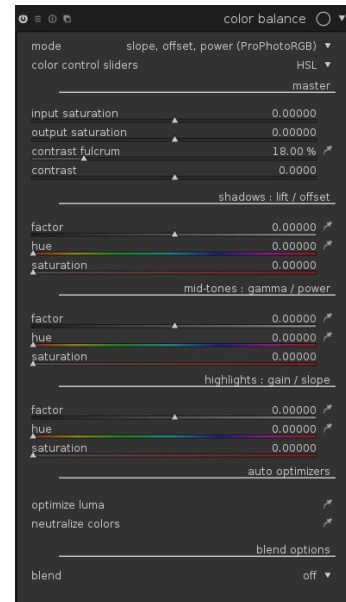 color balance
mode slope, offset, power (ProPhotoRGB)
color control sliders HSL
master
input saturation 0.00000
output saturation 0.00000
contrast fulcrum 18.00 %
contrast 0.0000
shadows : lift / offset
factor 0.00000
hue 0.00000
saturation 0.00000
mid-tones : gamma / power
factor 0.00000
hue 0.00000
saturation 0.00000
highlights : gain / slope
factor 0.00000
hue 0.00000
saturation 0.00000
auto optimizers
optimize luma
neutralize colors
blend options
blend off